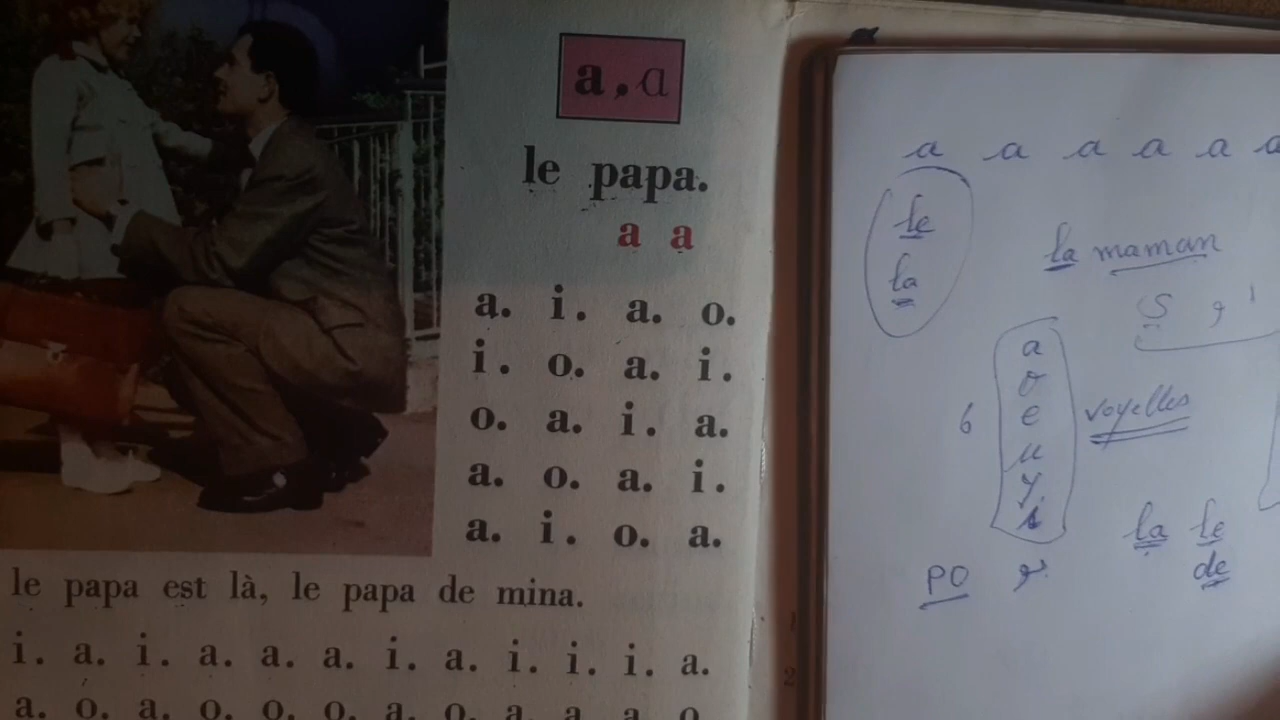 a, a
le papa.
a a
a. i. a. o.
i. o. a. i.
o. a. i. a.
a. o. a. i.
a. i. o. a.
le papa est là, le papa de mina.
i. a. i. a. a. a. i. a. i. i. i. a.
a. o. a. o. o. o. a. o. a. a. a. o.
a a a a a a
le
la
la maman
S
a
o
e
u
y
i
6
voyelles
la le
de
PO